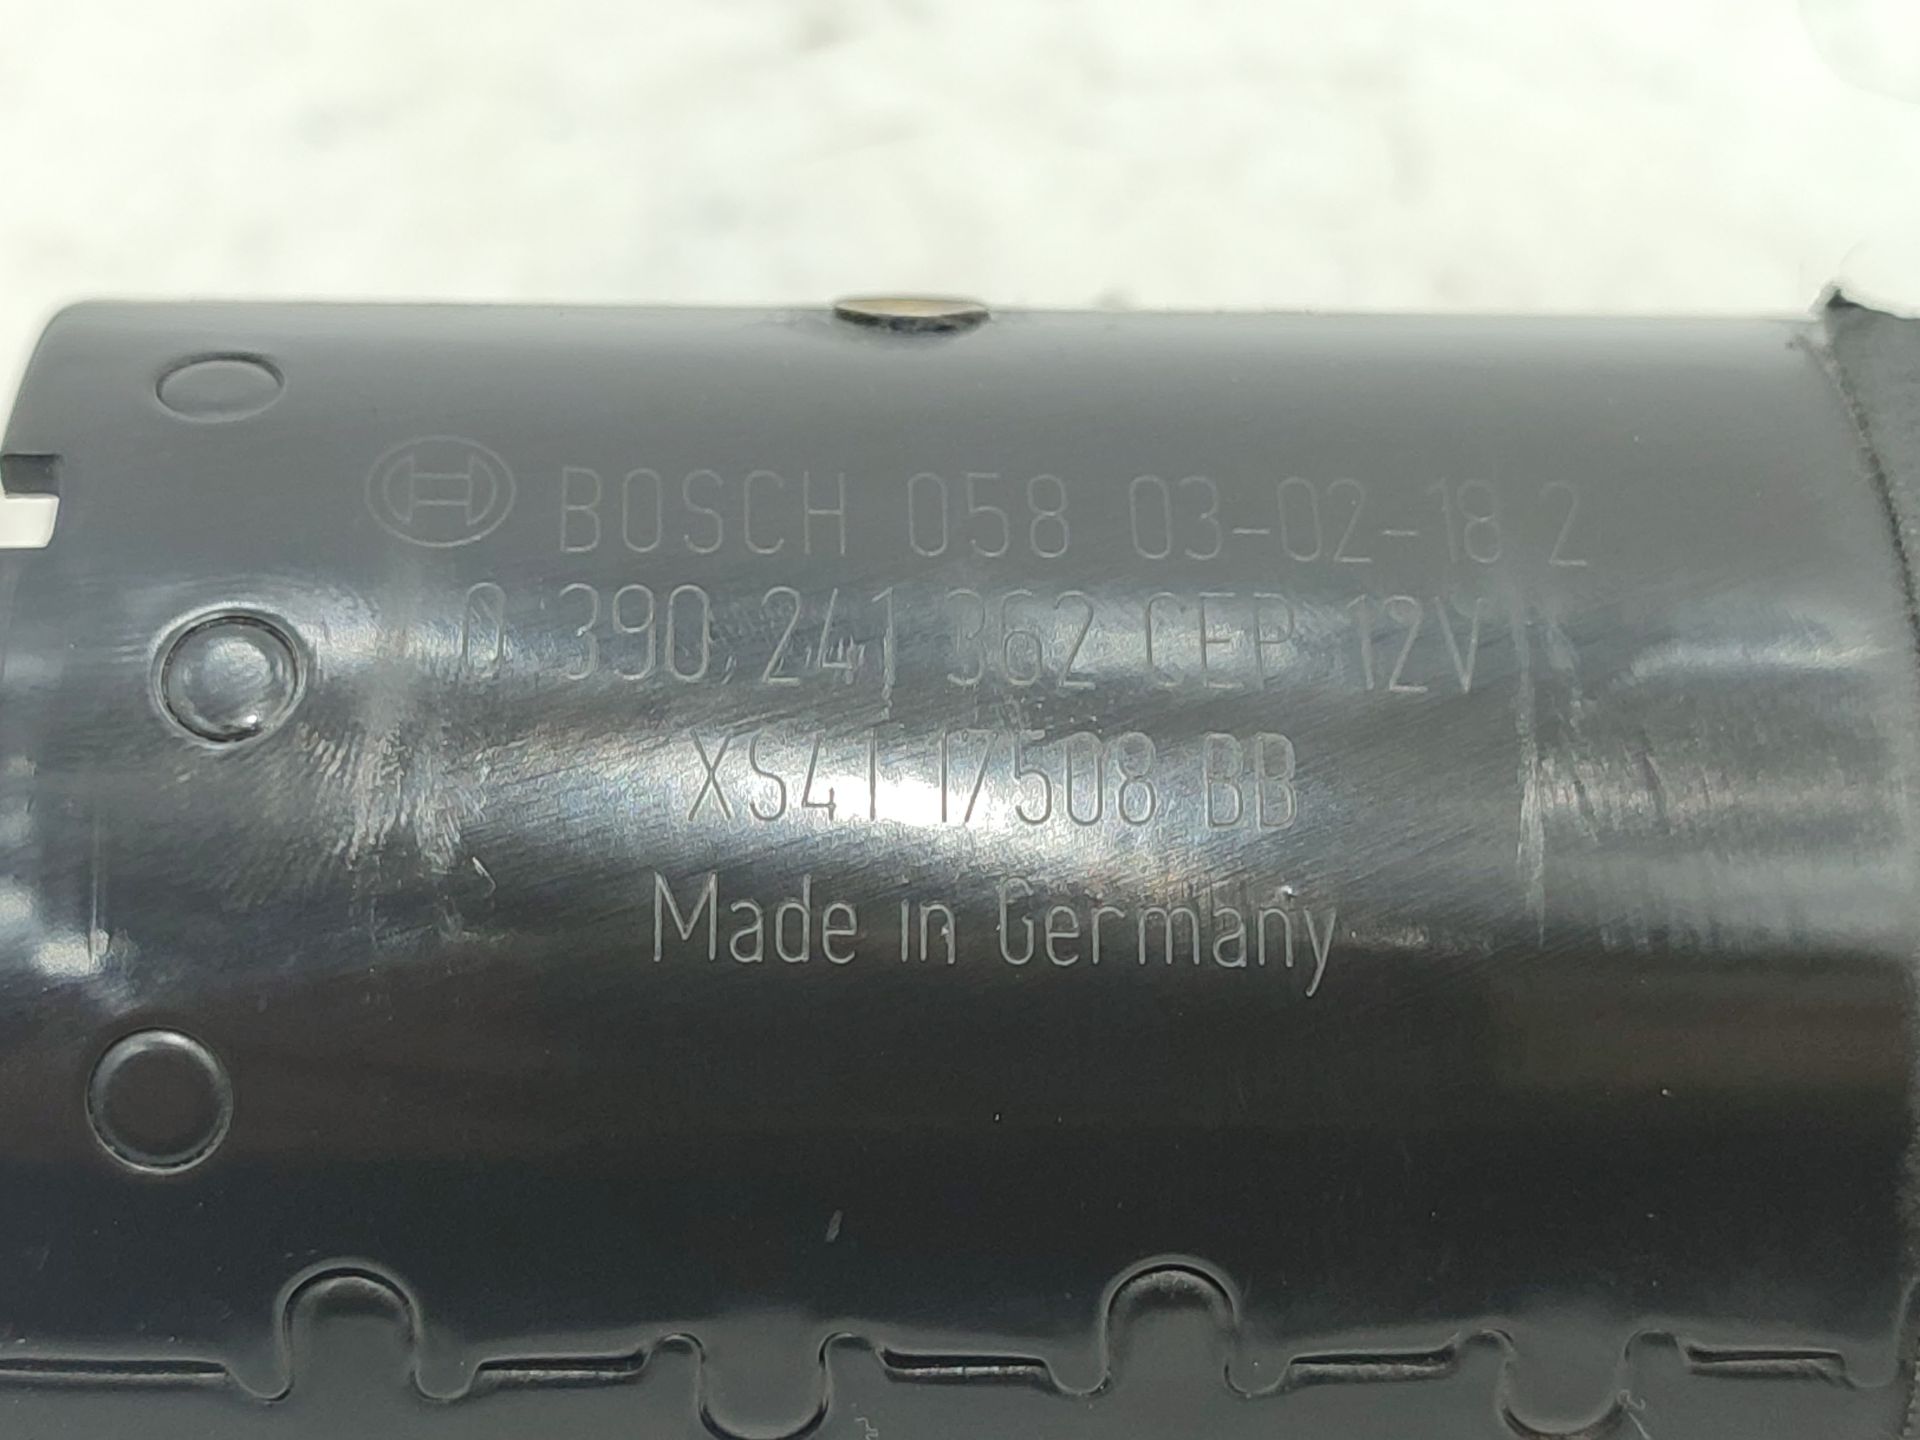 BOSCH 058 03-02-18 2
0 390 241 362 CEP 12V
XS41 17508 BB
Made in Germany